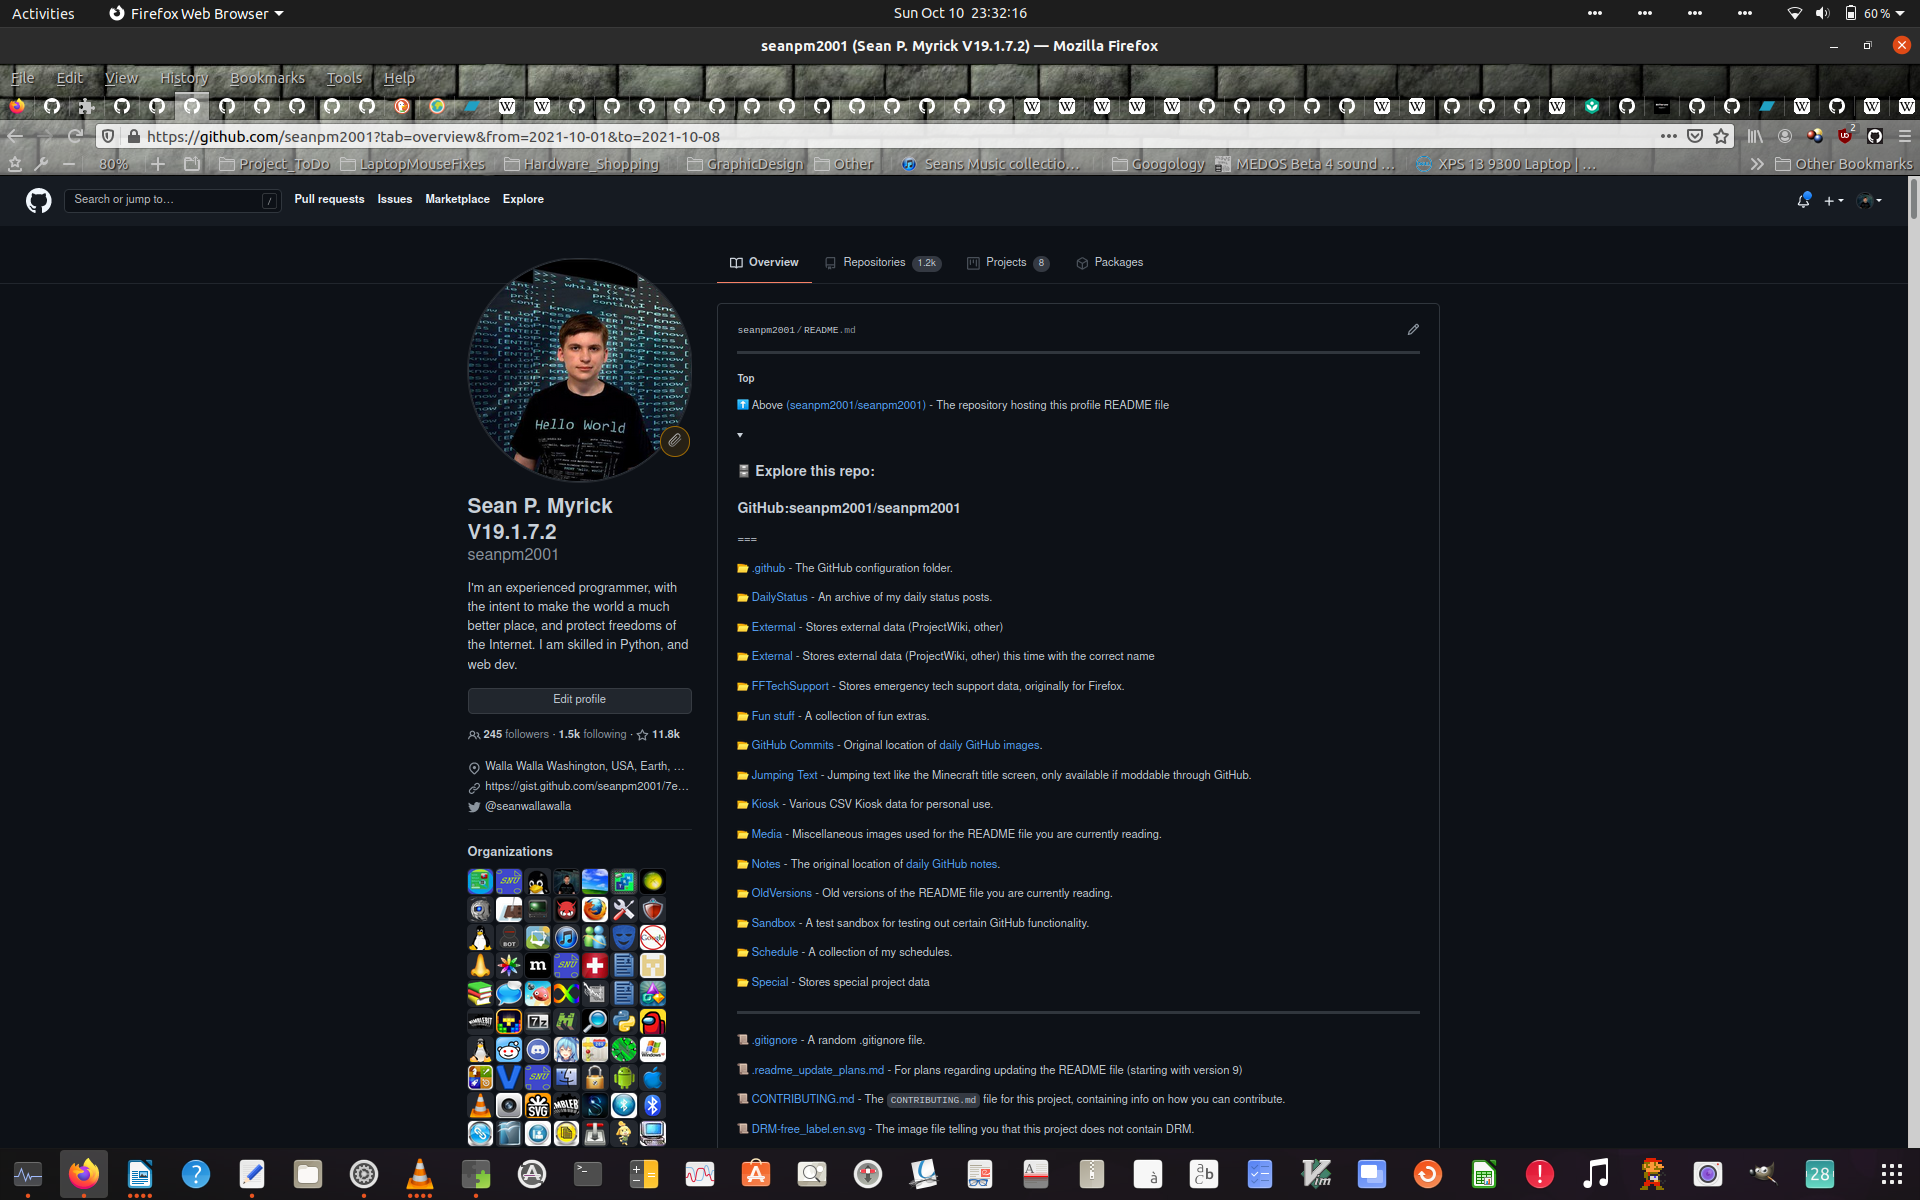 Activities
Firefox Web Browser
Sun Oct 10 23:32:16
60 %
seanpm2001 (Sean P. Myrick V19.1.7.2) — Mozilla Firefox
File Edit View History Bookmarks Tools Help
https://github.com/seanpm2001?tab=overview&from=2021-10-01&to=2021-10-08
2
80%
Project_ToDo
LaptopMouseFixes
Hardware_Shopping
GraphicDesign
Other
Seans Music collectio…
Googology
MEDOS Beta 4 sound …
XPS 13 9300 Laptop | …
Other Bookmarks
Search or jump to…
/
Pull requests Issues Marketplace Explore
Overview
Repositories 1.2k
Projects 8
Packages
Hello World
Sean P. Myrick
V19.1.7.2
seanpm2001
I'm an experienced programmer, with
the intent to make the world a much
better place, and protect freedoms of
the Internet. I am skilled in Python, and
web dev.
Edit profile
245 followers · 1.5k following · 11.8k
Walla Walla Washington, USA, Earth, …
https://gist.github.com/seanpm2001/7e…
@seanwallawalla
Organizations
seanpm2001/README.md
Top
Above (seanpm2001/seanpm2001) - The repository hosting this profile README file
Explore this repo:
GitHub:seanpm2001/seanpm2001
===
.github - The GitHub configuration folder.
DailyStatus - An archive of my daily status posts.
Extermal - Stores external data (ProjectWiki, other)
External - Stores external data (ProjectWiki, other) this time with the correct name
FFTechSupport - Stores emergency tech support data, originally for Firefox.
Fun stuff - A collection of fun extras.
GitHub Commits - Original location of daily GitHub images.
Jumping Text - Jumping text like the Minecraft title screen, only available if moddable through GitHub.
Kiosk - Various CSV Kiosk data for personal use.
Media - Miscellaneous images used for the README file you are currently reading.
Notes - The original location of daily GitHub notes.
OldVersions - Old versions of the README file you are currently reading.
Sandbox - A test sandbox for testing out certain GitHub functionality.
Schedule - A collection of my schedules.
Special - Stores special project data
.gitignore - A random .gitignore file.
.readme_update_plans.md - For plans regarding updating the README file (starting with version 9)
CONTRIBUTING.md - The CONTRIBUTING.md file for this project, containing info on how you can contribute.
DRM-free_label.en.svg - The image file telling you that this project does not contain DRM.
28